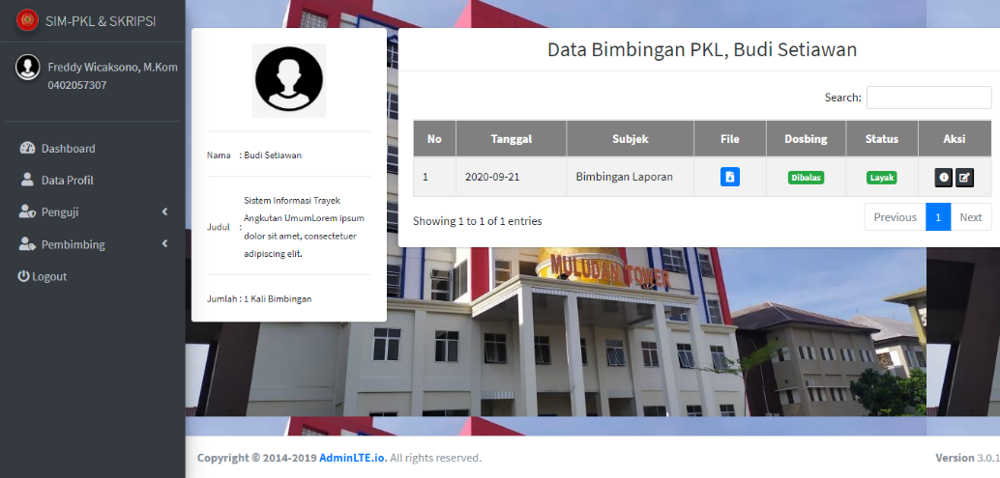 SIM-PKL & SKRIPSI
Freddy Wicaksono, M.Kom
0402057307
Dashboard
Data Profil
Penguji
Pembimbing
Logout
Nama : Budi Setiawan
Judul :
Sistem Informasi Trayek
Angkutan UmumLorem ipsum
dolor sit amet, consectetuer
adipiscing elit.
Jumlah : 1 Kali Bimbingan
Data Bimbingan PKL, Budi Setiawan
Search:
No Tanggal Subjek File Dosbing Status Aksi
1 2020-09-21 Bimbingan Laporan Dibalas Layak
Showing 1 to 1 of 1 entries
Previous 1 Next
MULUDAN TOWER
Copyright © 2014-2019 AdminLTE.io. All rights reserved.
Version 3.0.1